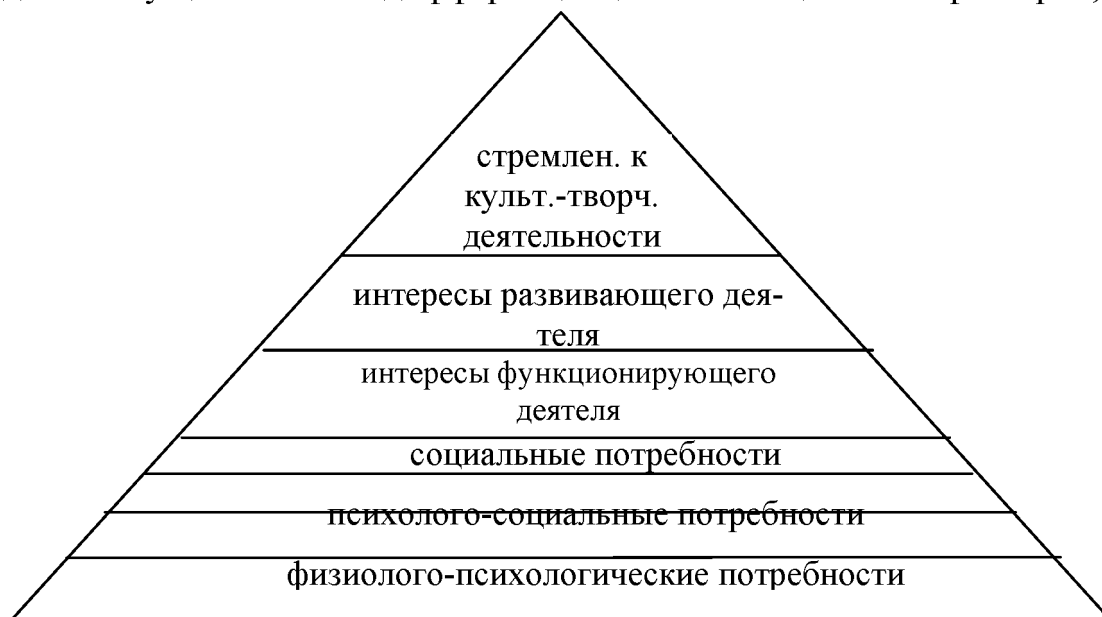 стремлен. к
культ.-творч.
деятельности
интересы развивающего дея-
теля
интересы функционирующего
деятеля
социальные потребности
психолого-социальные потребности
физиолого-психологические потребности